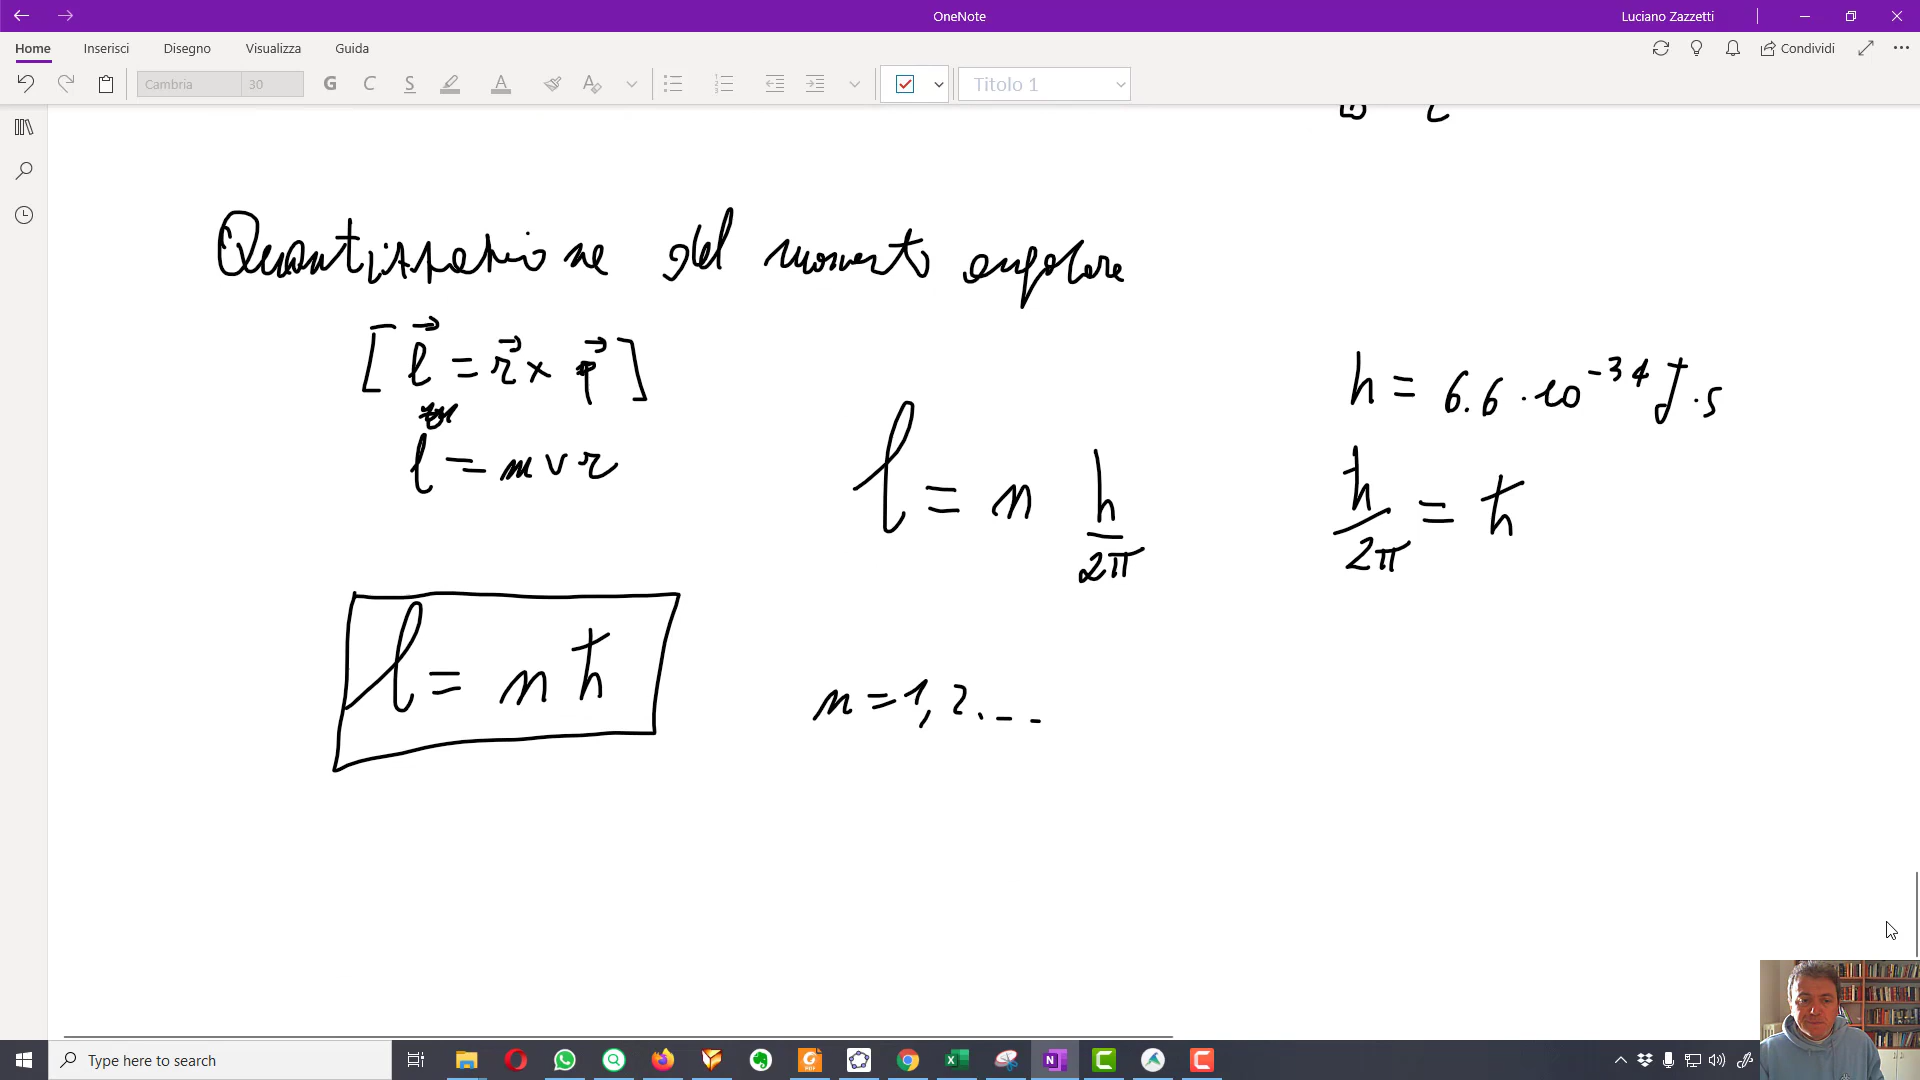 OneNote
Luciano Zazzetti
Home Inserisci Disegno Visualizza Guida
Condividi
Cambria 30 G C S A A Titolo 1
Quantizzazione del momento angolare
[ l⃗ = r⃗ x p⃗ ]
l = m v r
l = n h/2π
h = 6.6 · 10⁻³⁴ J · s
h/2π = ħ
l = n ħ
n = 1, 2 . . . .
Type here to search